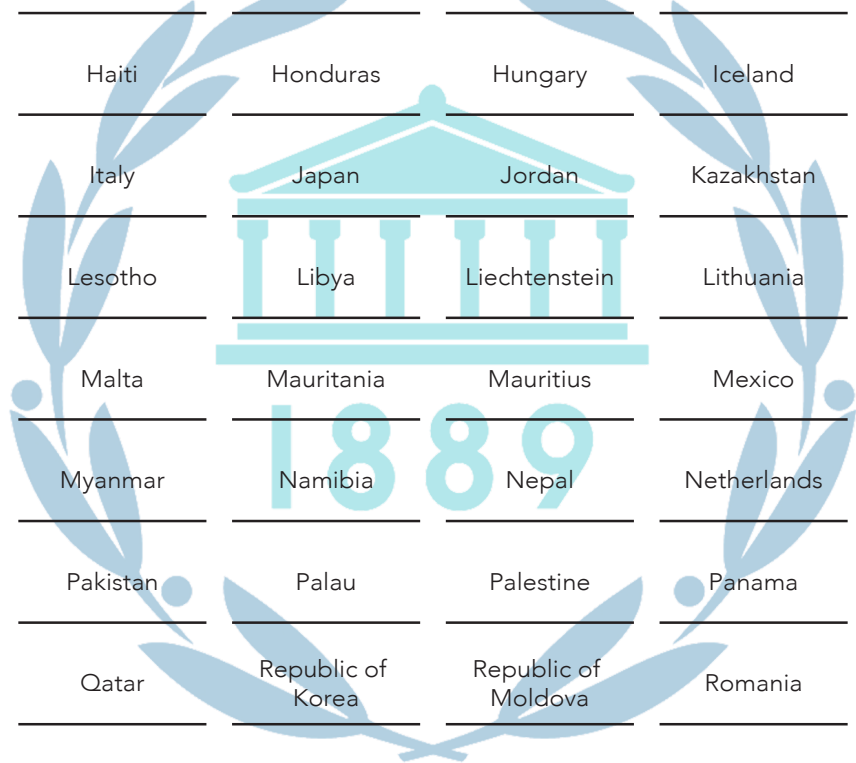 Haiti Honduras Hungary Iceland
Italy Japan Jordan Kazakhstan
Lesotho Libya Liechtenstein Lithuania
Malta Mauritania Mauritius Mexico
1889
Myanmar Namibia Nepal Netherlands
Pakistan Palau Palestine Panama
Qatar Republic of Korea Republic of Moldova Romania